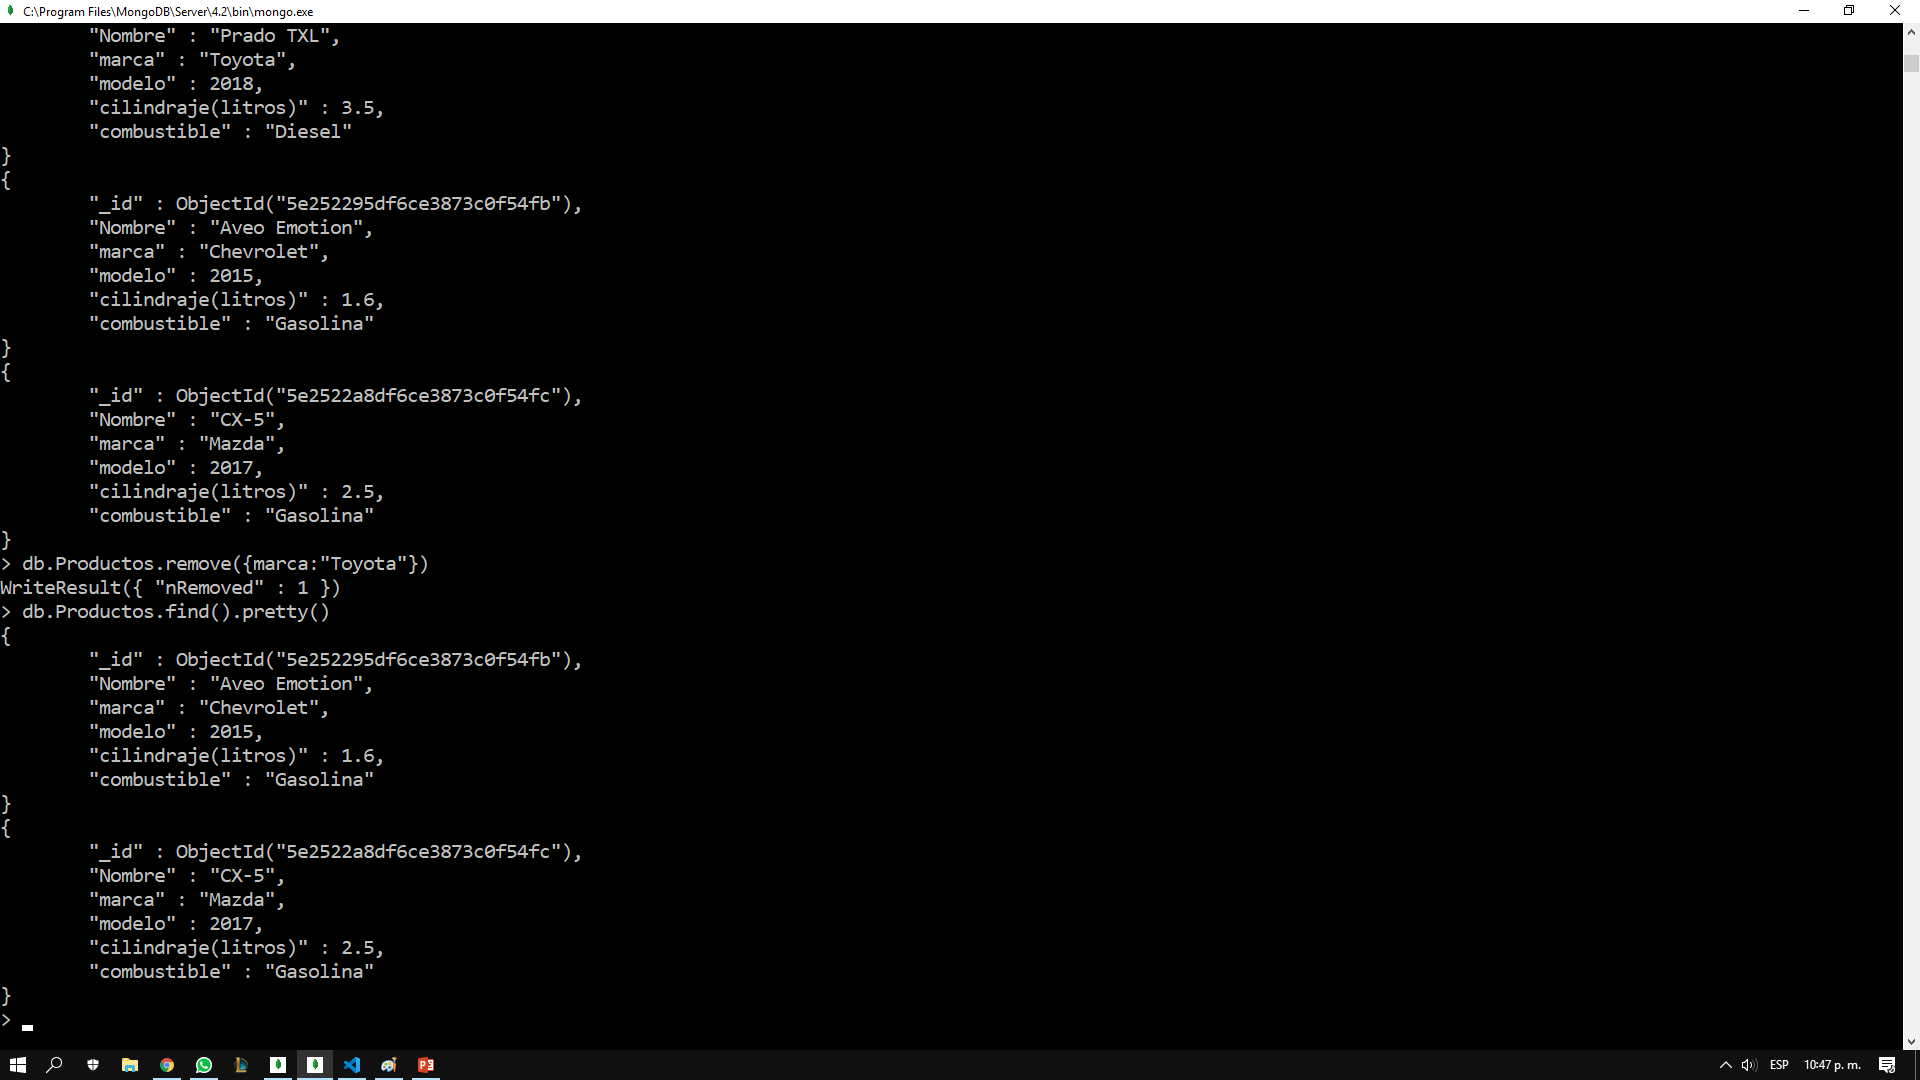 C:\Program Files\MongoDB\Server\4.2\bin\mongo.exe
"Nombre" : "Prado TXL",
"marca" : "Toyota",
"modelo" : 2018,
"cilindraje(litros)" : 3.5,
"combustible" : "Diesel"
}
{
"_id" : ObjectId("5e252295df6ce3873c0f54fb"),
"Nombre" : "Aveo Emotion",
"marca" : "Chevrolet",
"modelo" : 2015,
"cilindraje(litros)" : 1.6,
"combustible" : "Gasolina"
}
{
"_id" : ObjectId("5e2522a8df6ce3873c0f54fc"),
"Nombre" : "CX-5",
"marca" : "Mazda",
"modelo" : 2017,
"cilindraje(litros)" : 2.5,
"combustible" : "Gasolina"
}
> db.Productos.remove({marca:"Toyota"})
WriteResult({ "nRemoved" : 1 })
> db.Productos.find().pretty()
{
"_id" : ObjectId("5e252295df6ce3873c0f54fb"),
"Nombre" : "Aveo Emotion",
"marca" : "Chevrolet",
"modelo" : 2015,
"cilindraje(litros)" : 1.6,
"combustible" : "Gasolina"
}
{
"_id" : ObjectId("5e2522a8df6ce3873c0f54fc"),
"Nombre" : "CX-5",
"marca" : "Mazda",
"modelo" : 2017,
"cilindraje(litros)" : 2.5,
"combustible" : "Gasolina"
}
>
ESP
10:47 p. m.